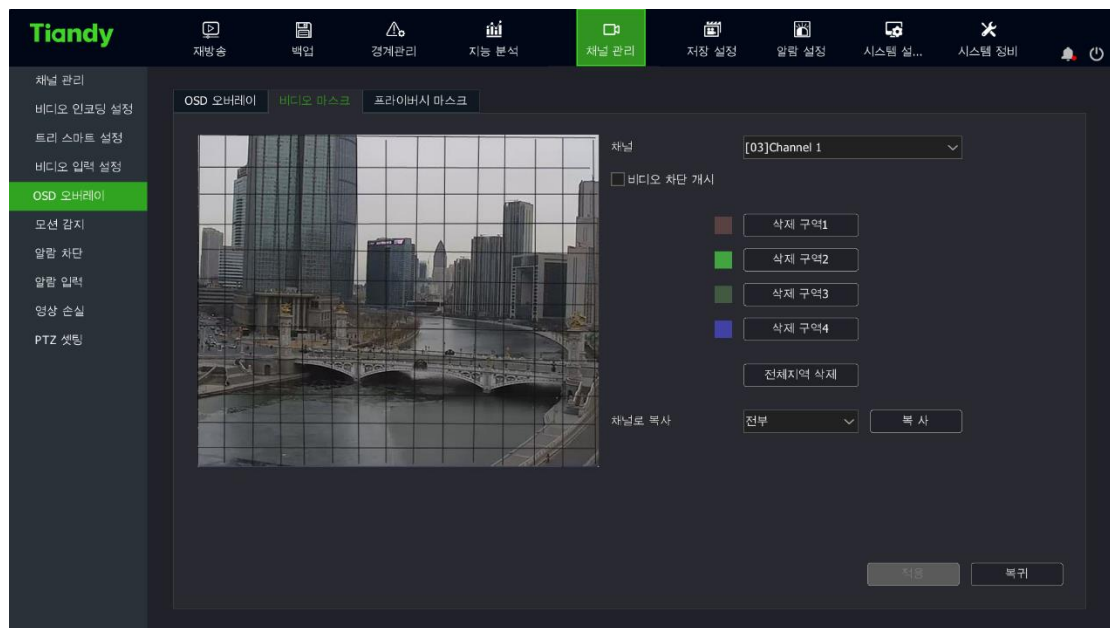 Tiandy
재방송
백업
경계관리
지능 분석
채널 관리
저장 설정
알람 설정
시스템 설...
시스템 정비
채널 관리
비디오 인코딩 설정
트리 스마트 설정
비디오 입력 설정
OSD 오버레이
모션 감지
알람 차단
알람 입력
영상 손실
PTZ 셋팅
OSD 오버레이 비디오 마스크 프라이버시 마스크
채널 [03]Channel 1
비디오 차단 개시
삭제 구역1
삭제 구역2
삭제 구역3
삭제 구역4
전체지역 삭제
채널로 복사 전부 복 사
적용 복귀